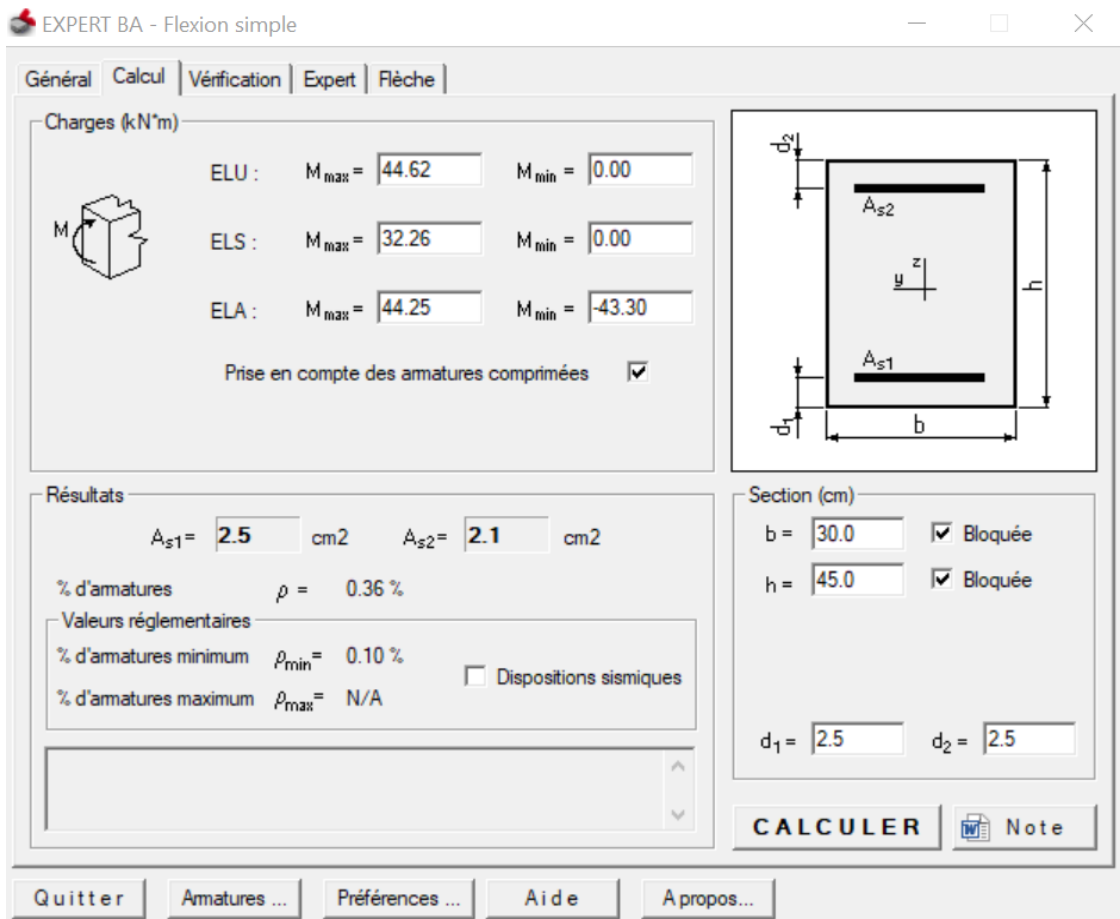 EXPERT BA - Flexion simple
Général Calcul Vérification Expert Flèche
Charges (kN*m)
ELU : M max = 44.62 M min = 0.00
ELS : M max = 32.26 M min = 0.00
ELA : M max = 44.25 M min = -43.30
Prise en compte des armatures comprimées
M
d2
As2
z
y
h
As1
d1
b
Résultats
As1= 2.5 cm2 As2= 2.1 cm2
% d'armatures ρ = 0.36 %
Valeurs réglementaires
% d'armatures minimum ρmin= 0.10 %
% d'armatures maximum ρmax= N/A
Dispositions sismiques
Section (cm)
b = 30.0 Bloquée
h = 45.0 Bloquée
d1 = 2.5 d2 = 2.5
CALCULER Note
Quitter Armatures ... Préférences ... Aide A propos...